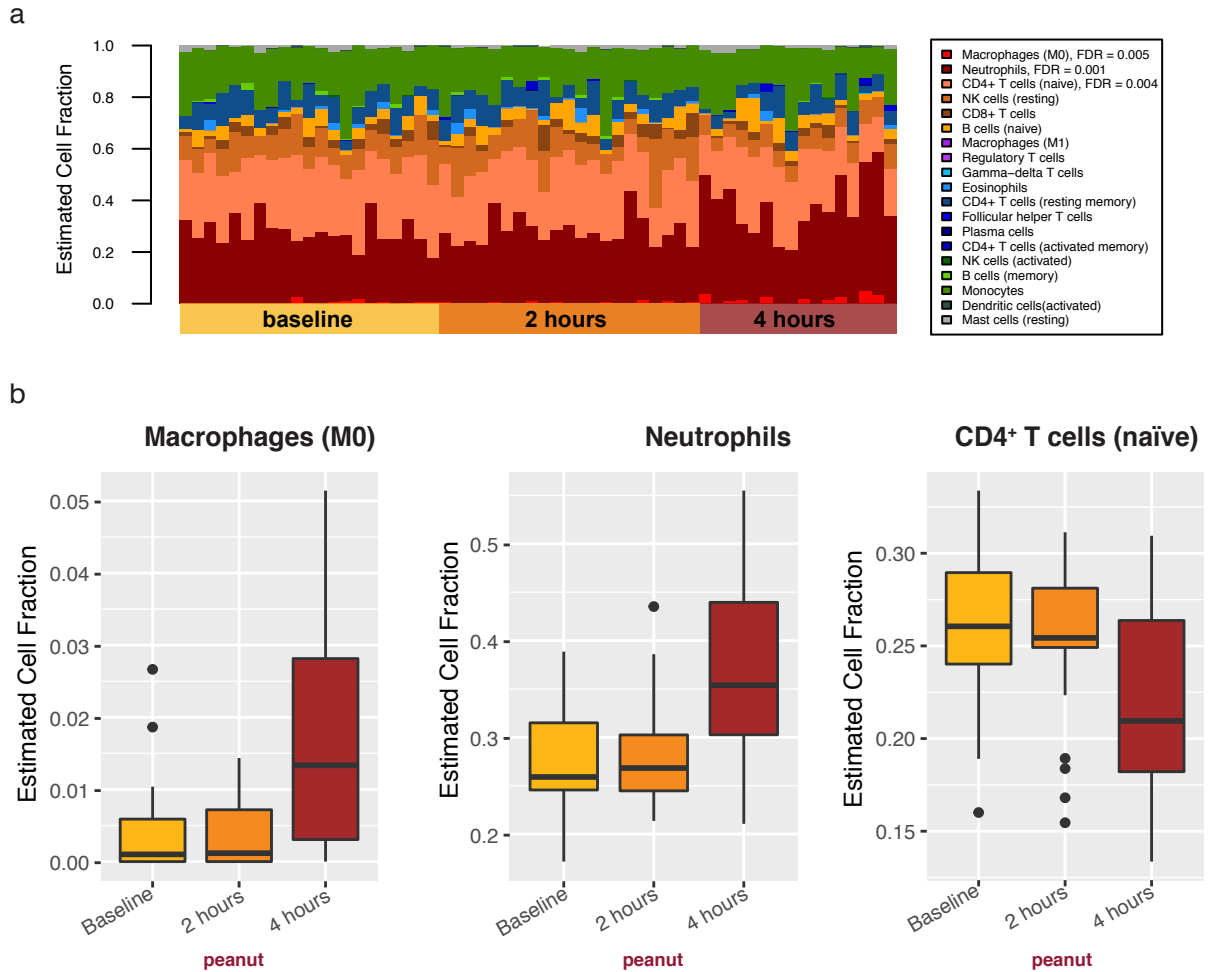 a
Estimated Cell Fraction
1.0
0.8
0.6
0.4
0.2
0.0
baseline
2 hours
4 hours
Macrophages (M0), FDR = 0.005
Neutrophils, FDR = 0.001
CD4+ T cells (naive), FDR = 0.004
NK cells (resting)
CD8+ T cells
B cells (naive)
Macrophages (M1)
Regulatory T cells
Gamma−delta T cells
Eosinophils
CD4+ T cells (resting memory)
Follicular helper T cells
Plasma cells
CD4+ T cells (activated memory)
NK cells (activated)
B cells (memory)
Monocytes
Dendritic cells(activated)
Mast cells (resting)
b
Macrophages (M0)
Estimated Cell Fraction
0.05
0.04
0.03
0.02
0.01
0.00
Baseline
2 hours
4 hours
peanut
Neutrophils
Estimated Cell Fraction
0.5
0.4
0.3
0.2
Baseline
2 hours
4 hours
peanut
CD4⁺ T cells (naïve)
Estimated Cell Fraction
0.30
0.25
0.20
0.15
Baseline
2 hours
4 hours
peanut